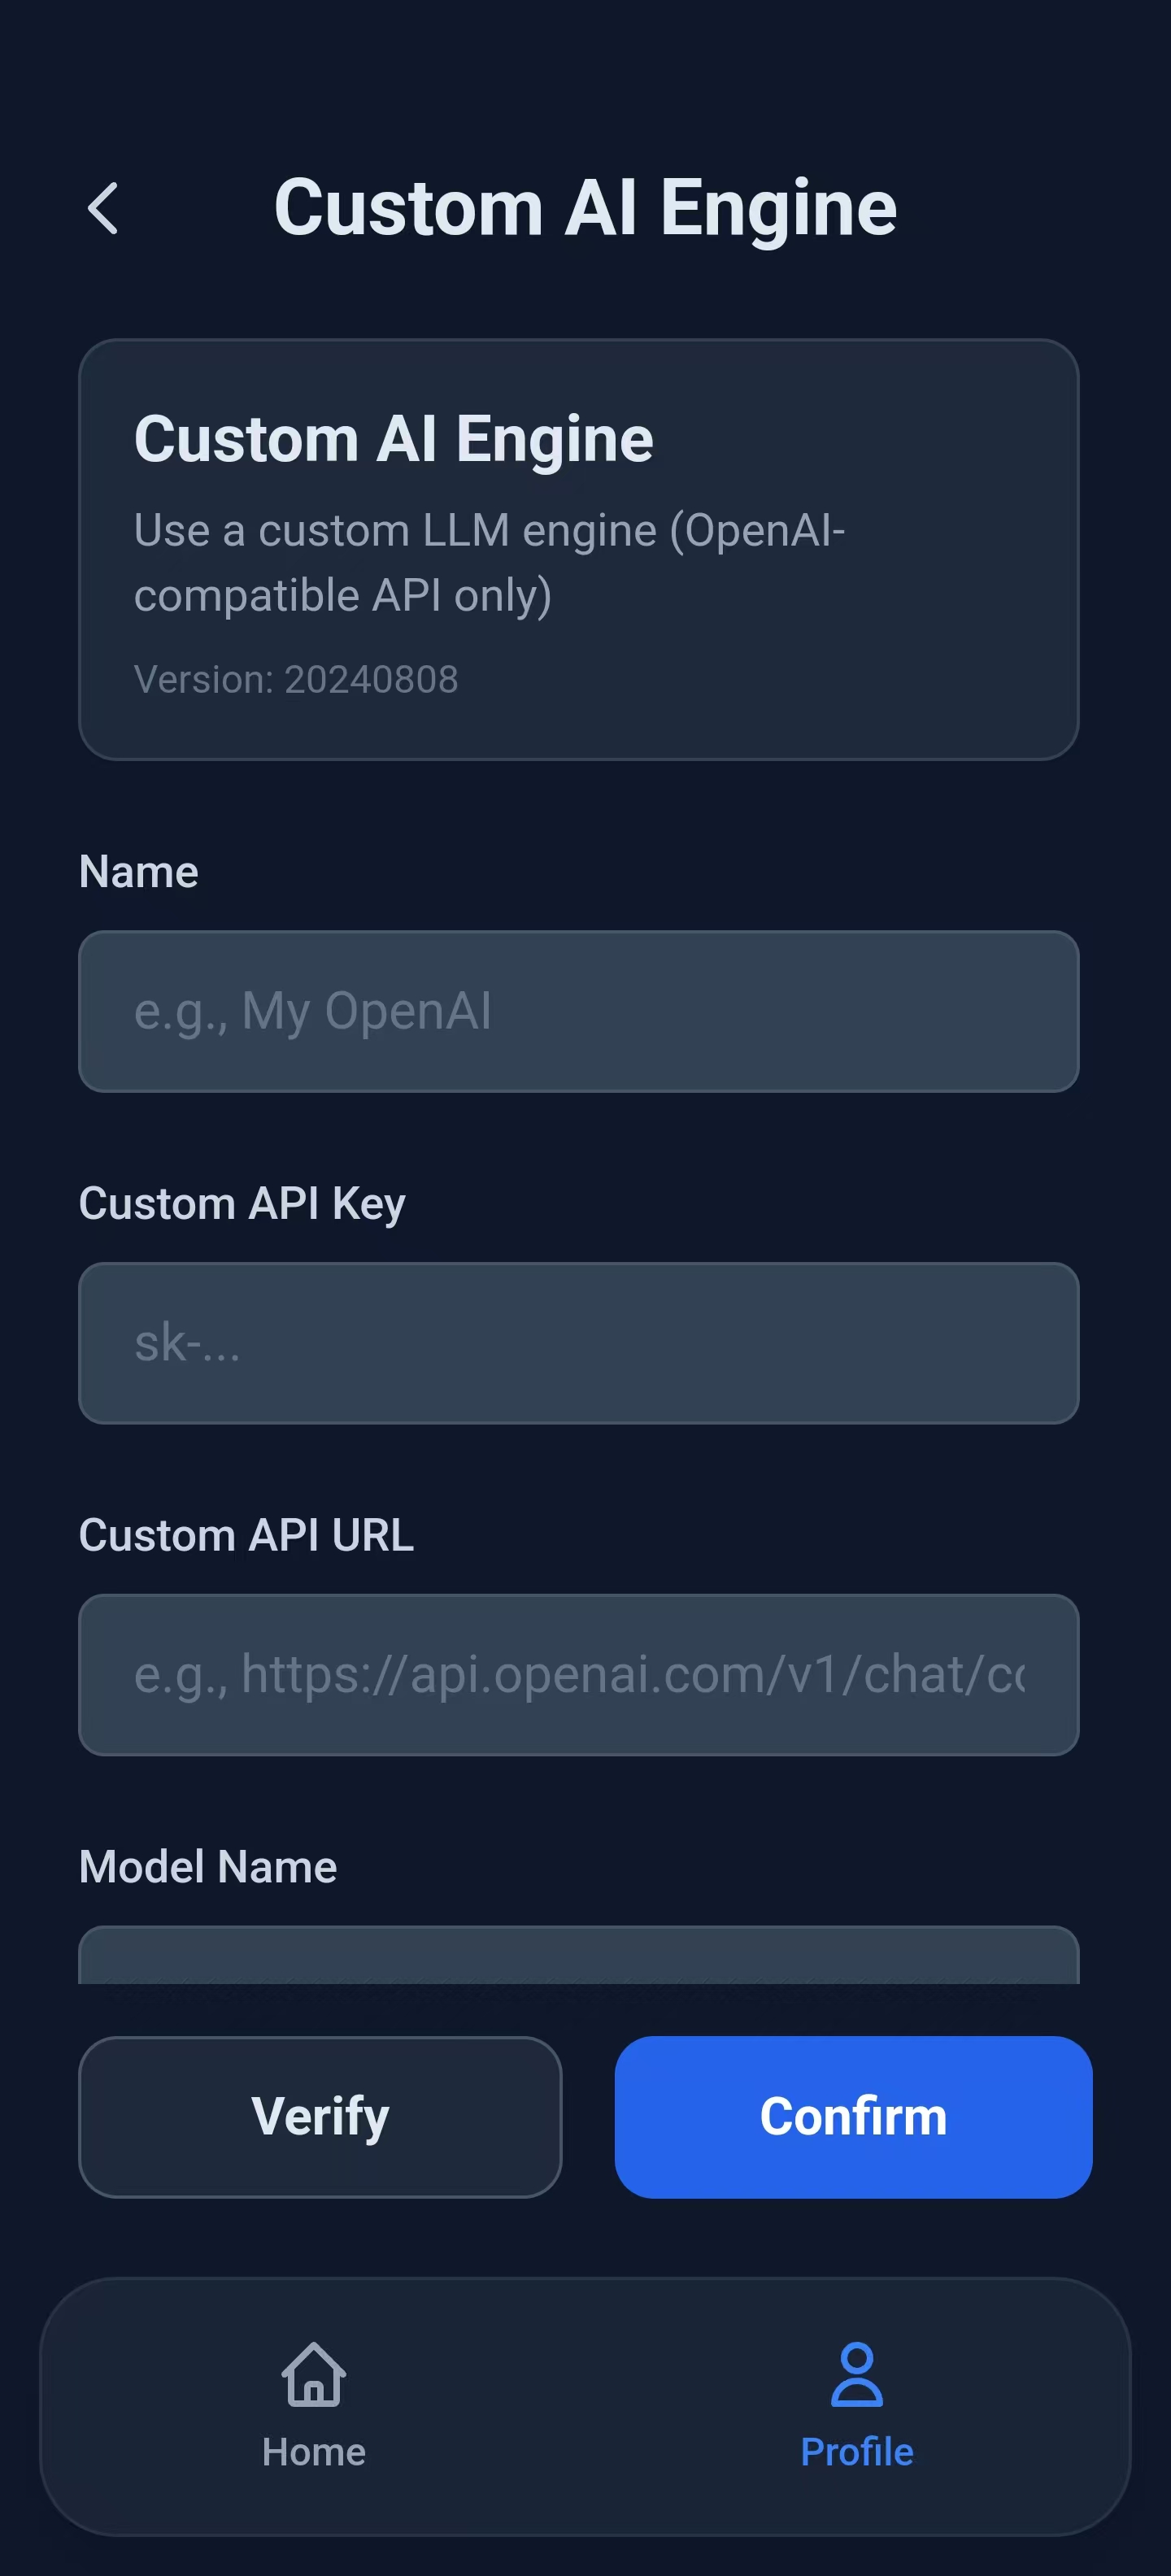 Custom AI Engine
Custom AI Engine
Use a custom LLM engine (OpenAI-
compatible API only)
Version: 20240808
Name
e.g., My OpenAI
Custom API Key
sk-...
Custom API URL
e.g., https://api.openai.com/v1/chat/co
Model Name
Verify
Confirm
Home
Profile